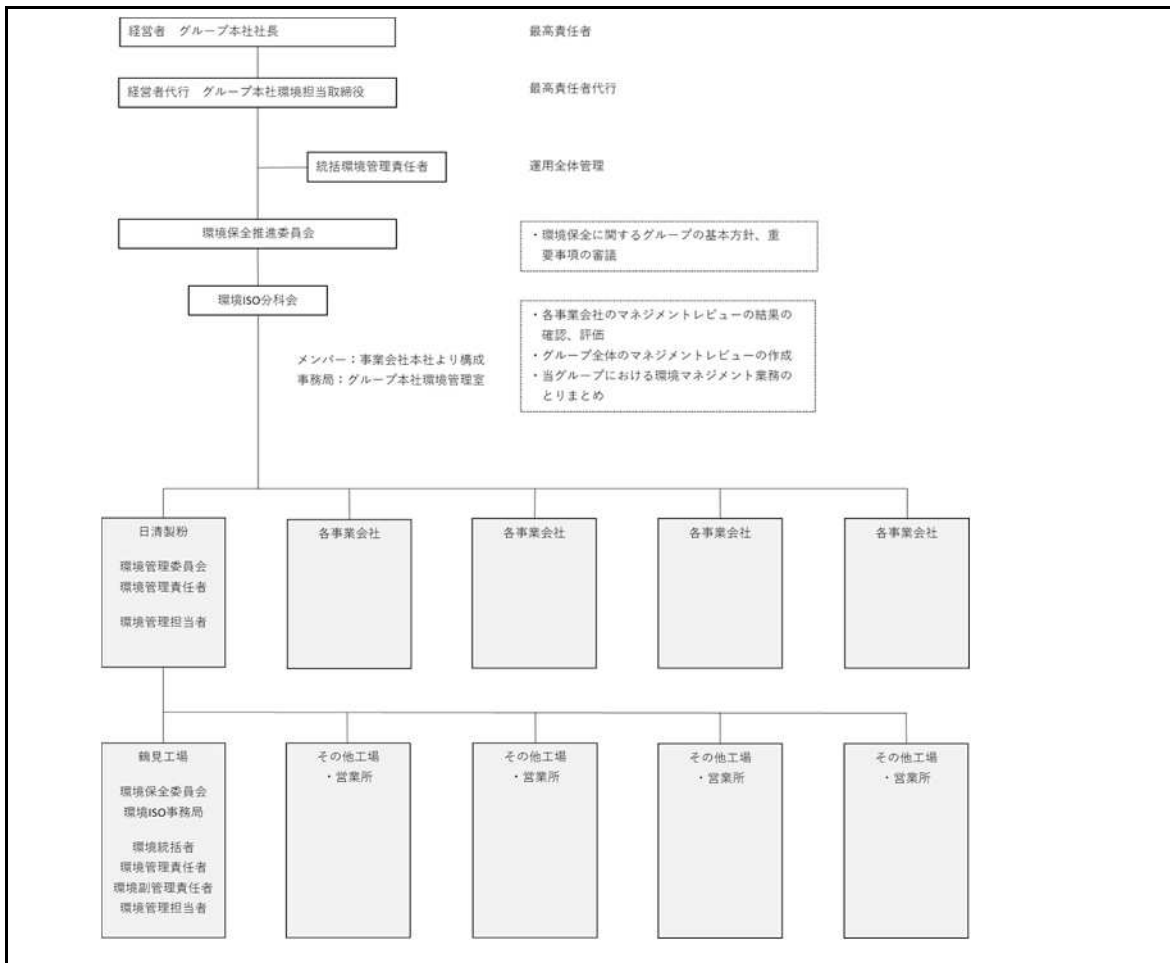 経営者　グループ本社社長
最高責任者
経営者代行　グループ本社環境担当取締役
最高責任者代行
統括環境管理責任者
運用全体管理
環境保全推進委員会
・環境保全に関するグループの基本方針、重
要事項の審議
環境ISO分科会
・各事業会社のマネジメントレビューの結果の
確認、評価
・グループ全体のマネジメントレビューの作成
・当グループにおける環境マネジメント業務の
とりまとめ
メンバー：事業会社本社より構成
事務局：グループ本社環境管理室
日清製粉
環境管理委員会
環境管理責任者
環境管理担当者
各事業会社
各事業会社
各事業会社
各事業会社
鶴見工場
環境保全委員会
環境ISO事務局
環境統括者
環境管理責任者
環境副管理責任者
環境管理担当者
その他工場
・営業所
その他工場
・営業所
その他工場
・営業所
その他工場
・営業所